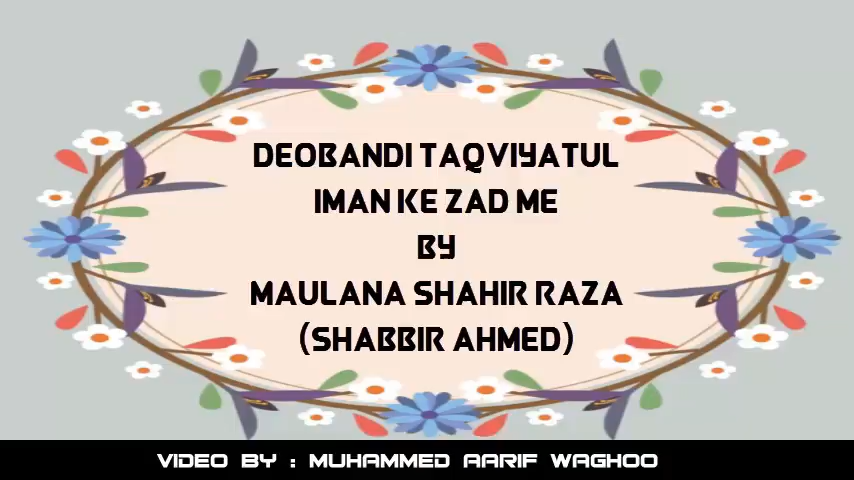 DEOBANDI TAQVIYATUL
IMAN KE ZAD ME
BY
MAULANA SHAHIR RAZA
(SHABBIR AHMED)
VIDEO BY : MUHAMMED AARIF WAGHOO